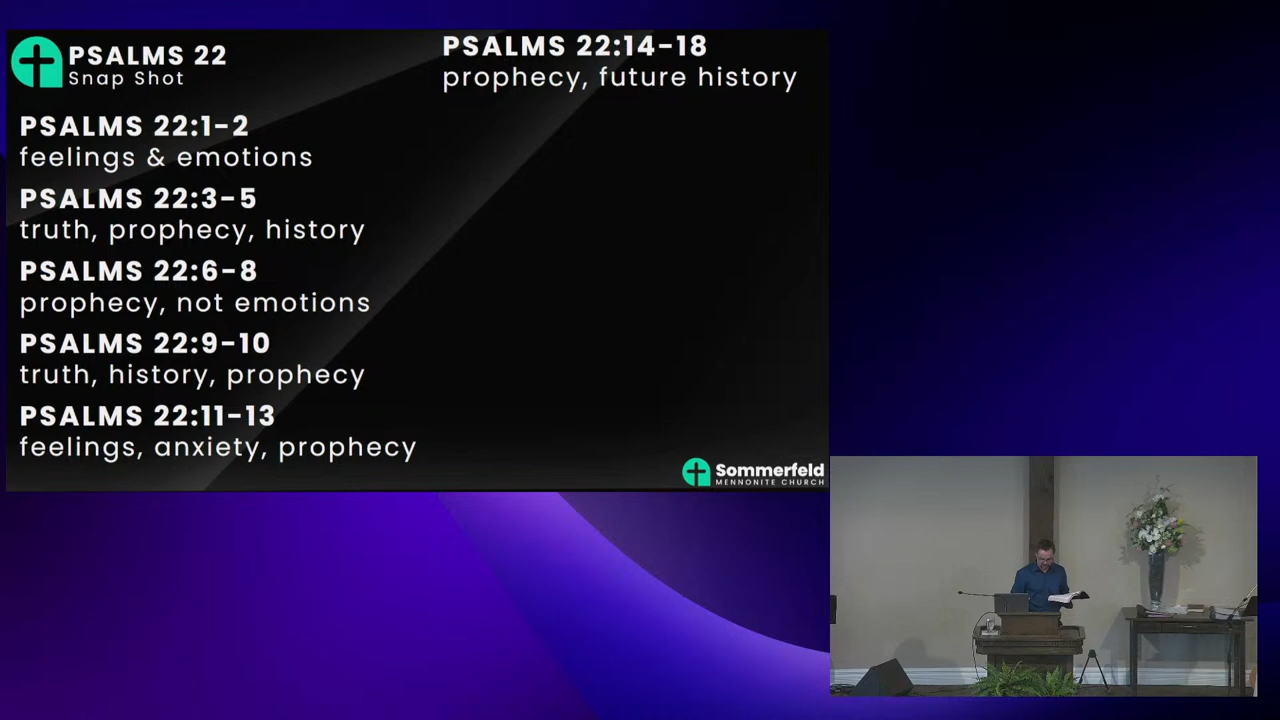 PSALMS 22
Snap Shot
PSALMS 22:1-2
feelings & emotions
PSALMS 22:3-5
truth, prophecy, history
PSALMS 22:6-8
prophecy, not emotions
PSALMS 22:9-10
truth, history, prophecy
PSALMS 22:11-13
feelings, anxiety, prophecy
PSALMS 22:14-18
prophecy, future history
Sommerfeld
MENNONITE CHURCH